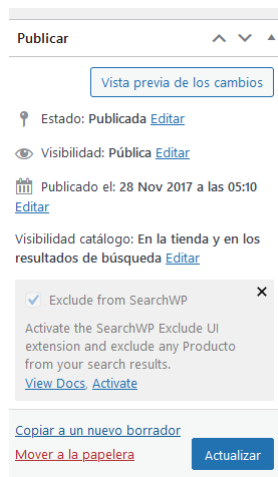 Publicar
Vista previa de los cambios
Estado: Publicada Editar
Visibilidad: Pública Editar
Publicado el: 28 Nov 2017 a las 05:10
Editar
Visibilidad catálogo: En la tienda y en los
resultados de búsqueda Editar
Exclude from SearchWP
Activate the SearchWP Exclude UI
extension and exclude any Producto
from your search results.
View Docs, Activate
Copiar a un nuevo borrador
Mover a la papelera
Actualizar